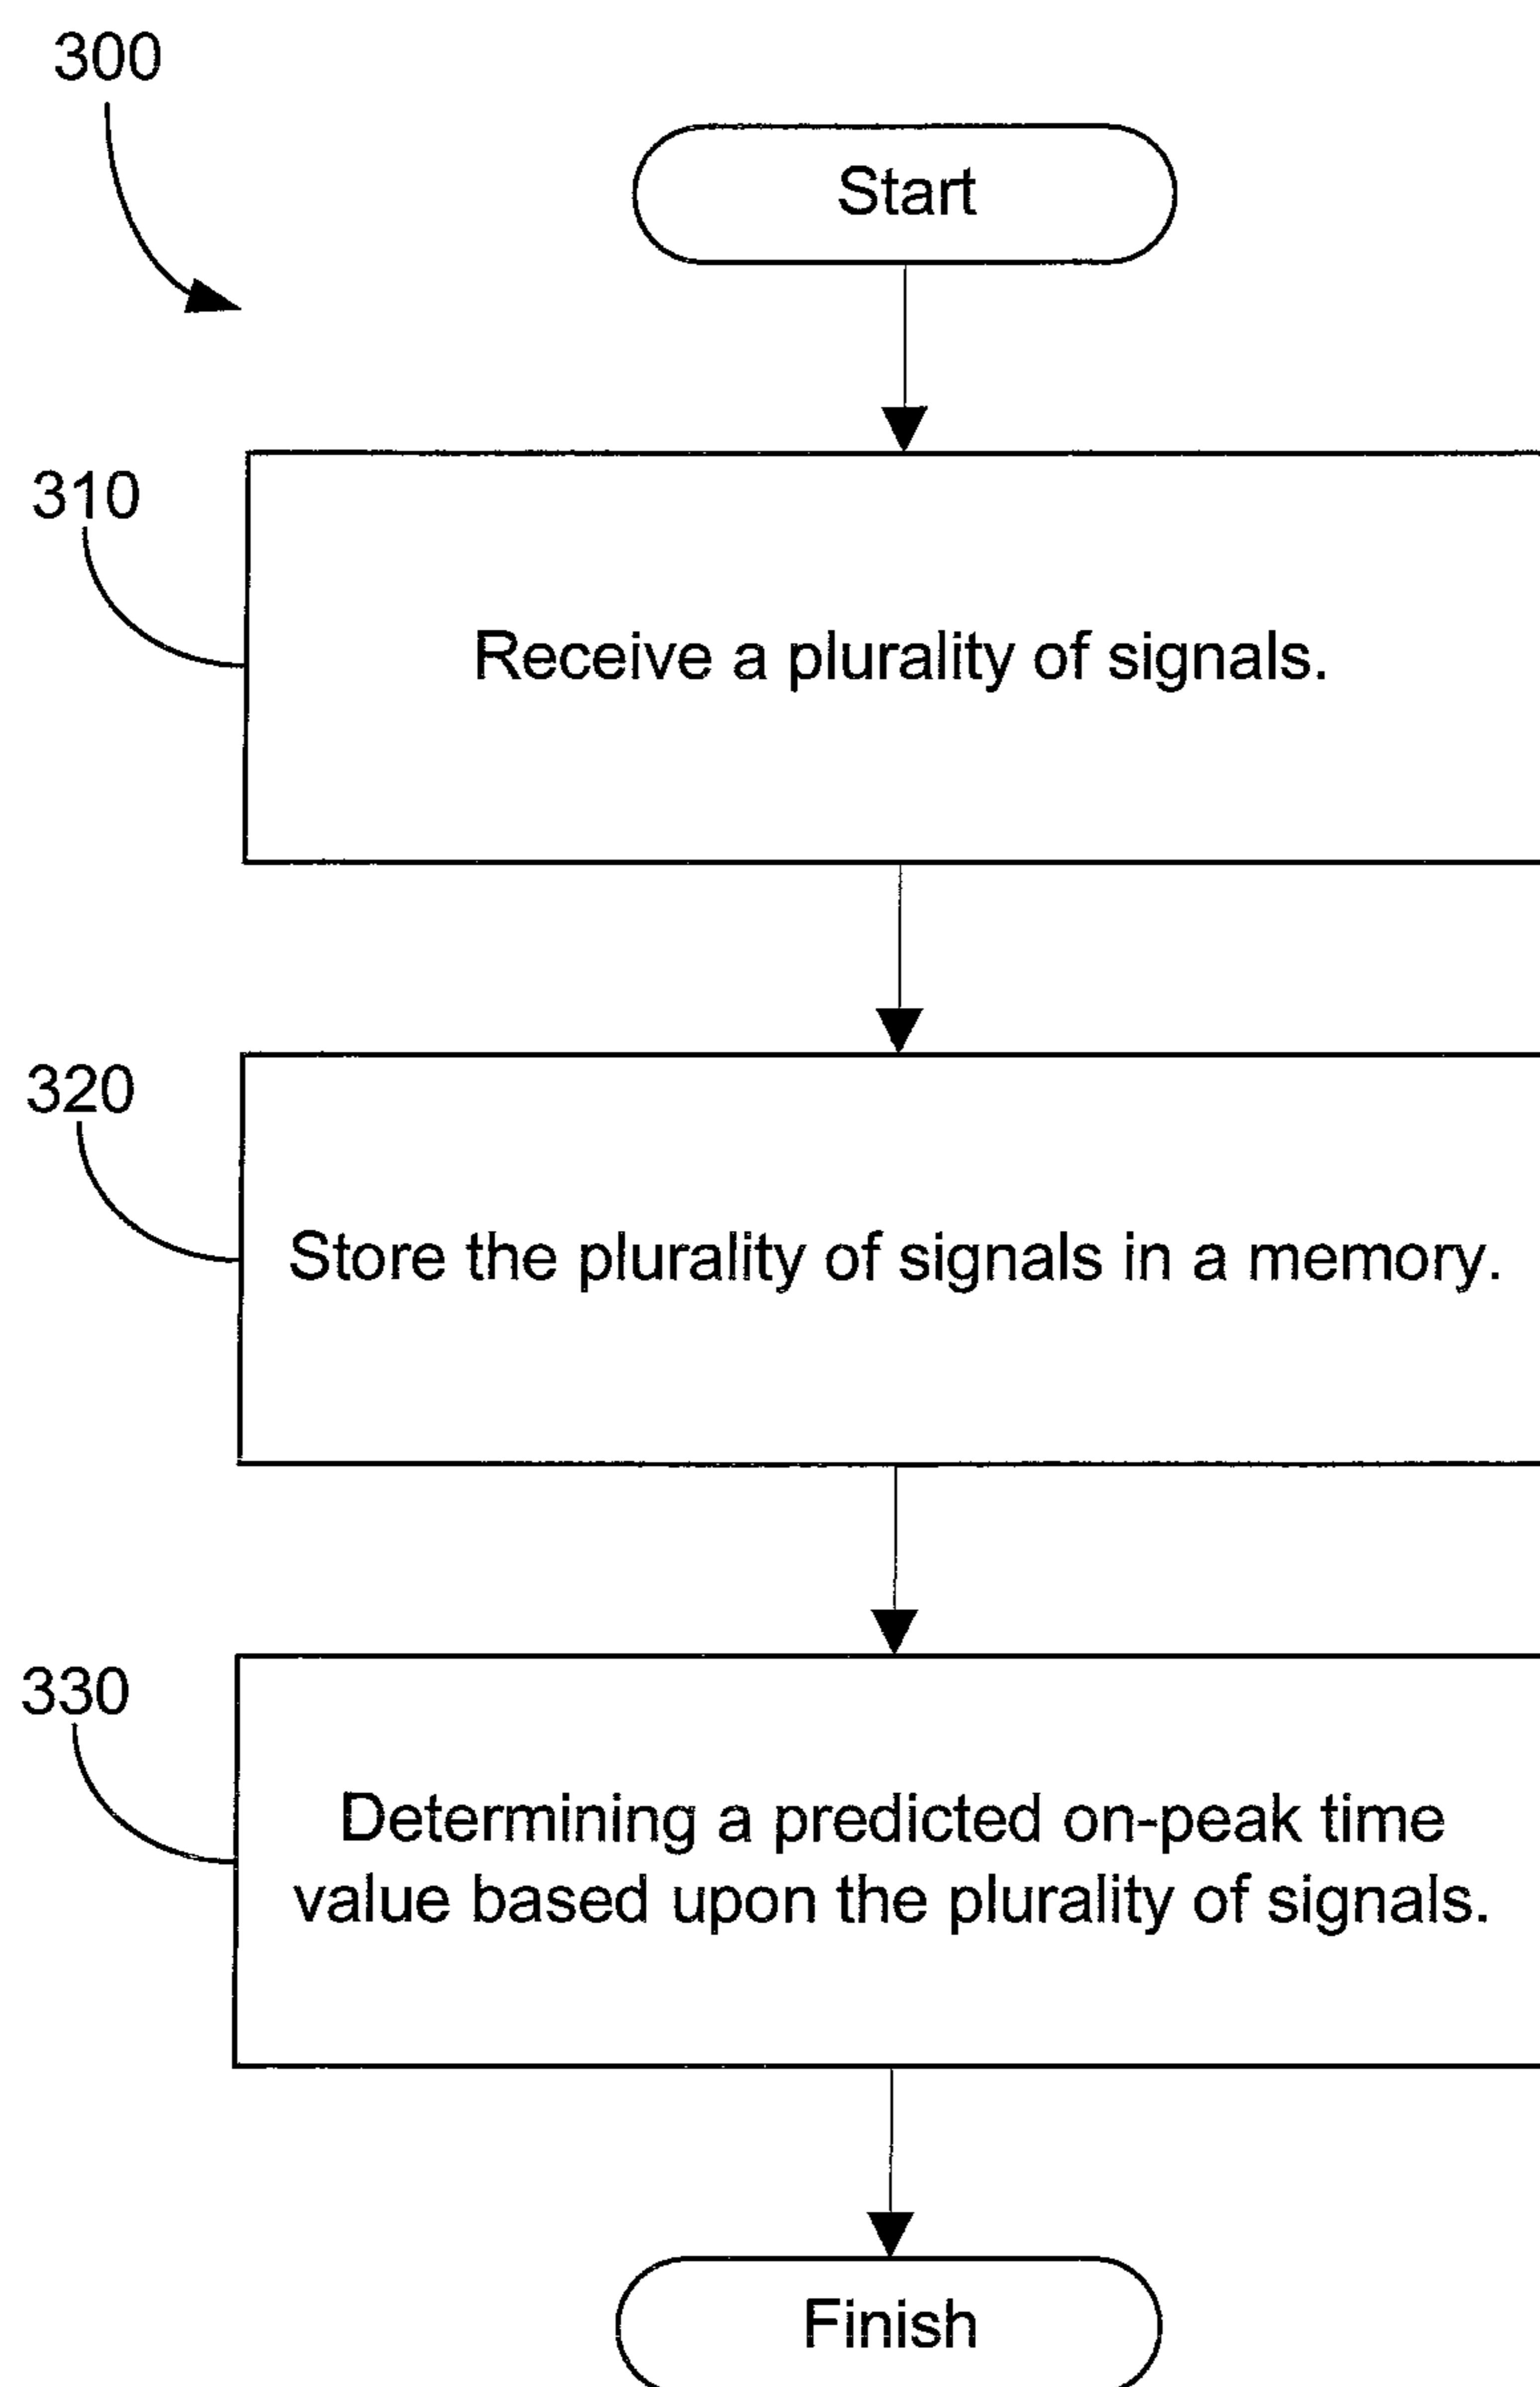 300
Start
310
Receive a plurality of signals.
320
Store the plurality of signals in a memory.
330
Determining a predicted on-peak time
value based upon the plurality of signals.
Finish